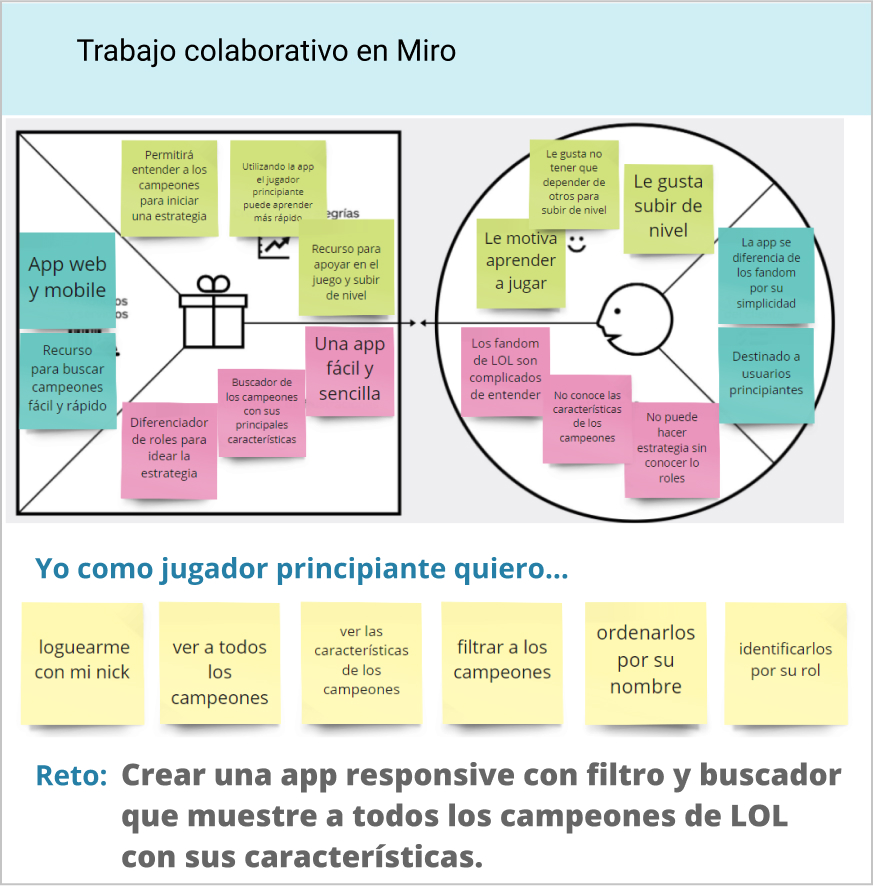 Trabajo colaborativo en Miro
Permitirá
entender a los
campeones
para iniciar
una estrategia
Utilizando la app
el jugador
principiante
puede aprender
más rápido
egrías
Recurso para
apoyar en el
juego y subir
de nivel
App web
y mobile
os
os
Recurso
para buscar
campeones
fácil y rápido
Diferenciador
de roles para
idear la
estrategia
Buscador de
los campeones
con sus
principales
características
Una app
fácil y
sencilla
Le gusta no
tener que
depender de
otros para
subir de nivel
Le gusta
subir de
nivel
Le motiva
aprender
a jugar
La app se
diferencia de
los fandom
por su
simplicidad
Destinado a
usuarios
principiantes
Los fandom
de LOL son
complicados
de entender
No conoce las
características
de los
campeones
No puede
hacer
estrategia sin
conocer lo
roles
Yo como jugador principiante quiero...
loguearme
con mi nick
ver a todos
los
campeones
ver las
características
de los
campeones
filtrar a los
campeones
ordenarlos
por su
nombre
identificarlos
por su rol
Reto: Crear una app responsive con filtro y buscador
que muestre a todos los campeones de LOL
con sus características.